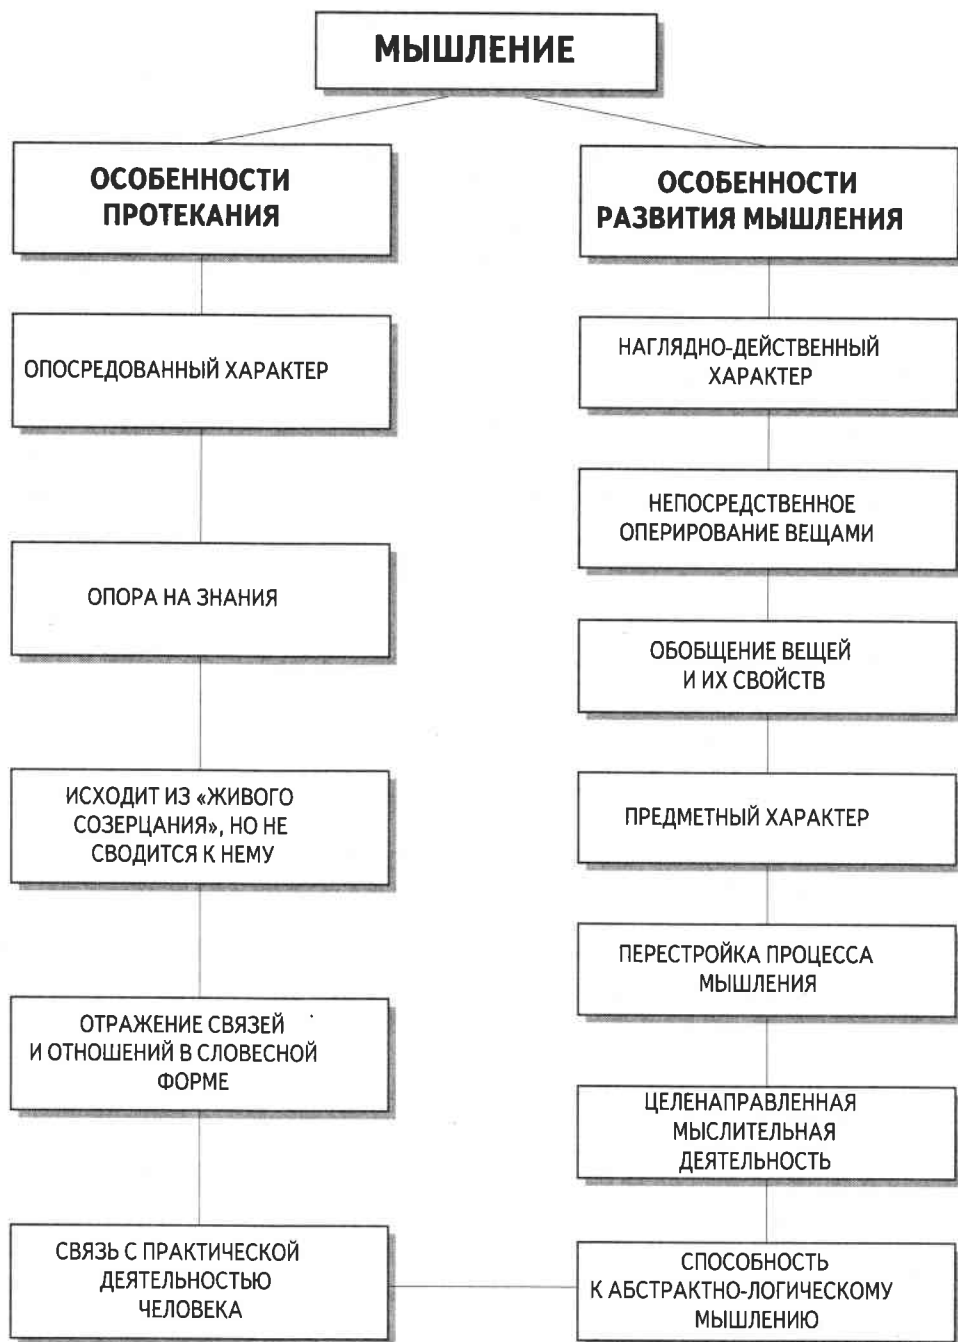 МЫШЛЕНИЕ
ОСОБЕННОСТИ
ПРОТЕКАНИЯ
ОПОСРЕДОВАННЫЙ ХАРАКТЕР
ОПОРА НА ЗНАНИЯ
ИСХОДИТ ИЗ «ЖИВОГО
СОЗЕРЦАНИЯ», НО НЕ
СВОДИТСЯ К НЕМУ
ОТРАЖЕНИЕ СВЯЗЕЙ
И ОТНОШЕНИЙ В СЛОВЕСНОЙ
ФОРМЕ
СВЯЗЬ С ПРАКТИЧЕСКОЙ
ДЕЯТЕЛЬНОСТЬЮ
ЧЕЛОВЕКА
ОСОБЕННОСТИ
РАЗВИТИЯ МЫШЛЕНИЯ
НАГЛЯДНО-ДЕЙСТВЕННЫЙ
ХАРАКТЕР
НЕПОСРЕДСТВЕННОЕ
ОПЕРИРОВАНИЕ ВЕЩАМИ
ОБОБЩЕНИЕ ВЕЩЕЙ
И ИХ СВОЙСТВ
ПРЕДМЕТНЫЙ ХАРАКТЕР
ПЕРЕСТРОЙКА ПРОЦЕССА
МЫШЛЕНИЯ
ЦЕЛЕНАПРАВЛЕННАЯ
МЫСЛИТЕЛЬНАЯ
ДЕЯТЕЛЬНОСТЬ
СПОСОБНОСТЬ
К АБСТРАКТНО-ЛОГИЧЕСКОМУ
МЫШЛЕНИЮ